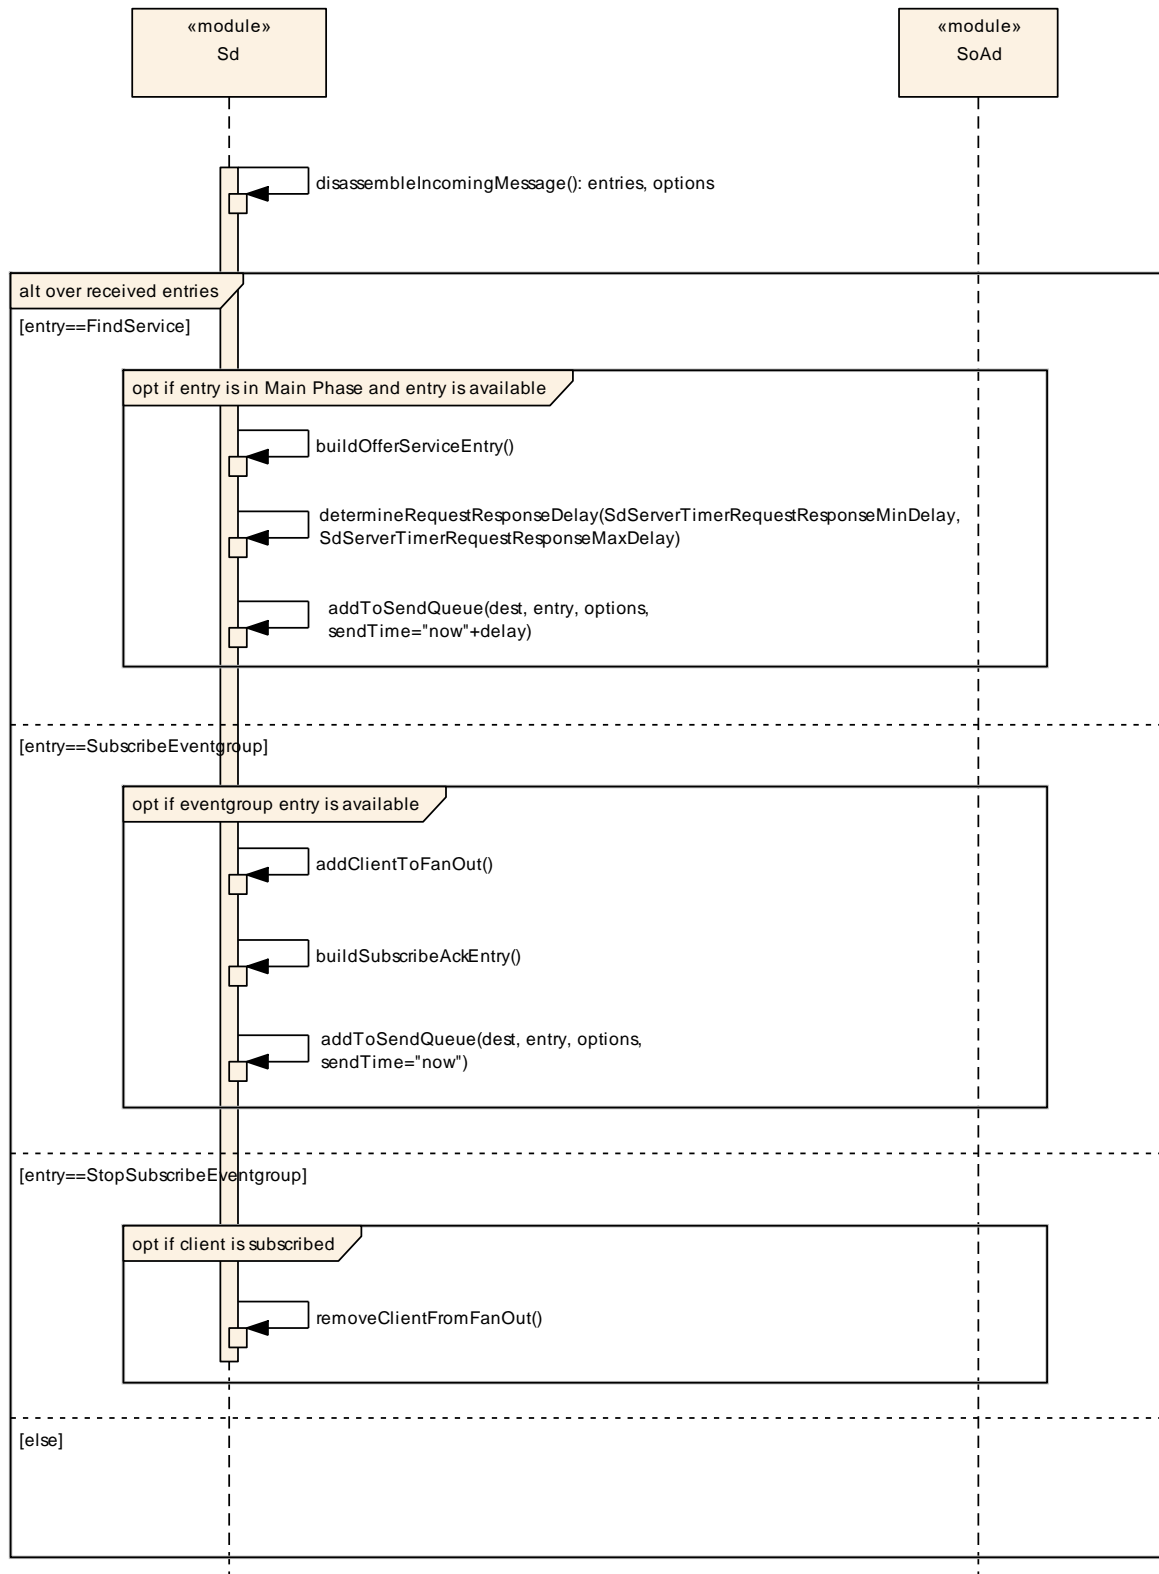 «module»
Sd
«module»
SoAd
disassembleIncomingMessage(): entries, options
alt over received entries
[entry==FindService]
opt if entry is in Main Phase and entry is available
buildOfferServiceEntry()
determineRequestResponseDelay(SdServerTimerRequestResponseMinDelay,
SdServerTimerRequestResponseMaxDelay)
addToSendQueue(dest, entry, options,
sendTime="now"+delay)
[entry==SubscribeEventgroup]
opt if eventgroup entry is available
addClientToFanOut()
buildSubscribeAckEntry()
addToSendQueue(dest, entry, options,
sendTime="now")
[entry==StopSubscribeEventgroup]
opt if client is subscribed
removeClientFromFanOut()
[else]